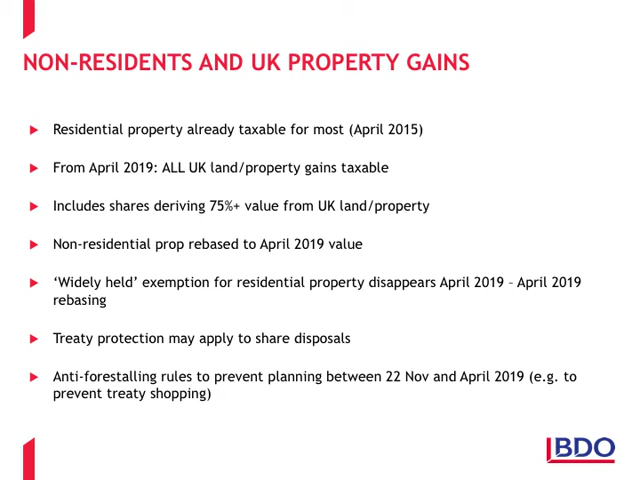 NON-RESIDENTS AND UK PROPERTY GAINS
Residential property already taxable for most (April 2015)
From April 2019: ALL UK land/property gains taxable
Includes shares deriving 75%+ value from UK land/property
Non-residential prop rebased to April 2019 value
‘Widely held’ exemption for residential property disappears April 2019 – April 2019
rebasing
Treaty protection may apply to share disposals
Anti-forestalling rules to prevent planning between 22 Nov and April 2019 (e.g. to
prevent treaty shopping)
BDO